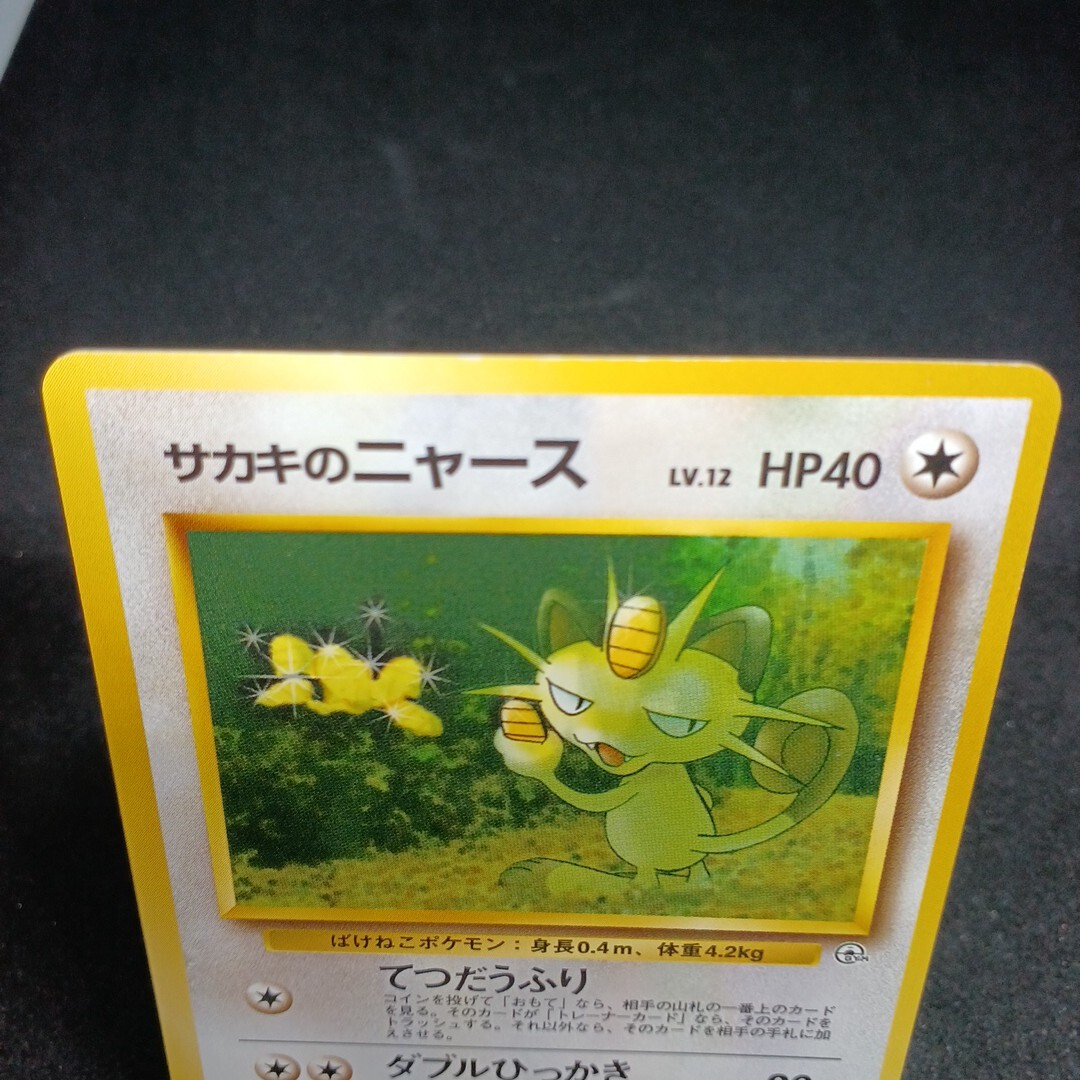 サカキのニャース LV.12 HP40
ばけねこポケモン：身長0.4m、体重4.2kg
てつだうふり
コインを投げて「おもて」なら、相手の山札の一番上のカード
を見る。そのカードが「トレーナーカード」なら、そのカードを
トラッシュする。それ以外なら、そのカードを相手の手札に加
えさせる。
ダブルひっかき